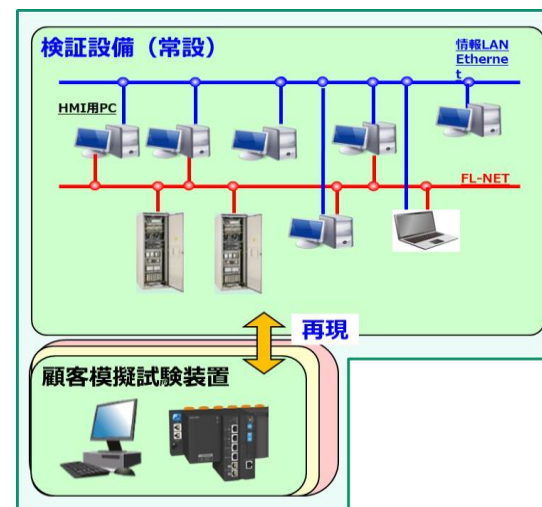 検証設備（常設）
情報LAN
Etherne
t
HMI用PC
FL-NET
再現
顧客模擬試験装置